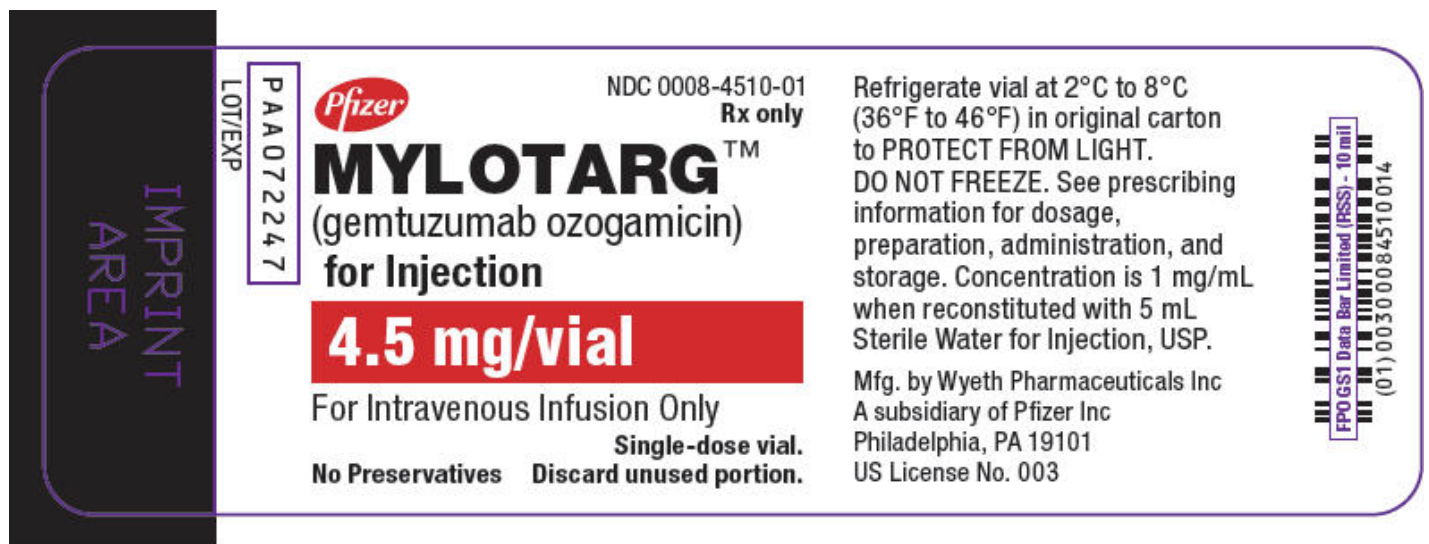 IMPRINT
AREA
LOT/EXP
PAA072247
Pfizer
NDC 0008-4510-01
Rx only
MYLOTARG™
(gemtuzumab ozogamicin)
for Injection
4.5 mg/vial
For Intravenous Infusion Only
Single-dose vial.
No Preservatives Discard unused portion.
Refrigerate vial at 2°C to 8°C
(36°F to 46°F) in original carton
to PROTECT FROM LIGHT.
DO NOT FREEZE. See prescribing
information for dosage,
preparation, administration, and
storage. Concentration is 1 mg/mL
when reconstituted with 5 mL
Sterile Water for Injection, USP.
Mfg. by Wyeth Pharmaceuticals Inc
A subsidiary of Pfizer Inc
Philadelphia, PA 19101
US License No. 003
FPO GS1 Data Bar Limited (RSS) - 10 mil
(01)00300084510014